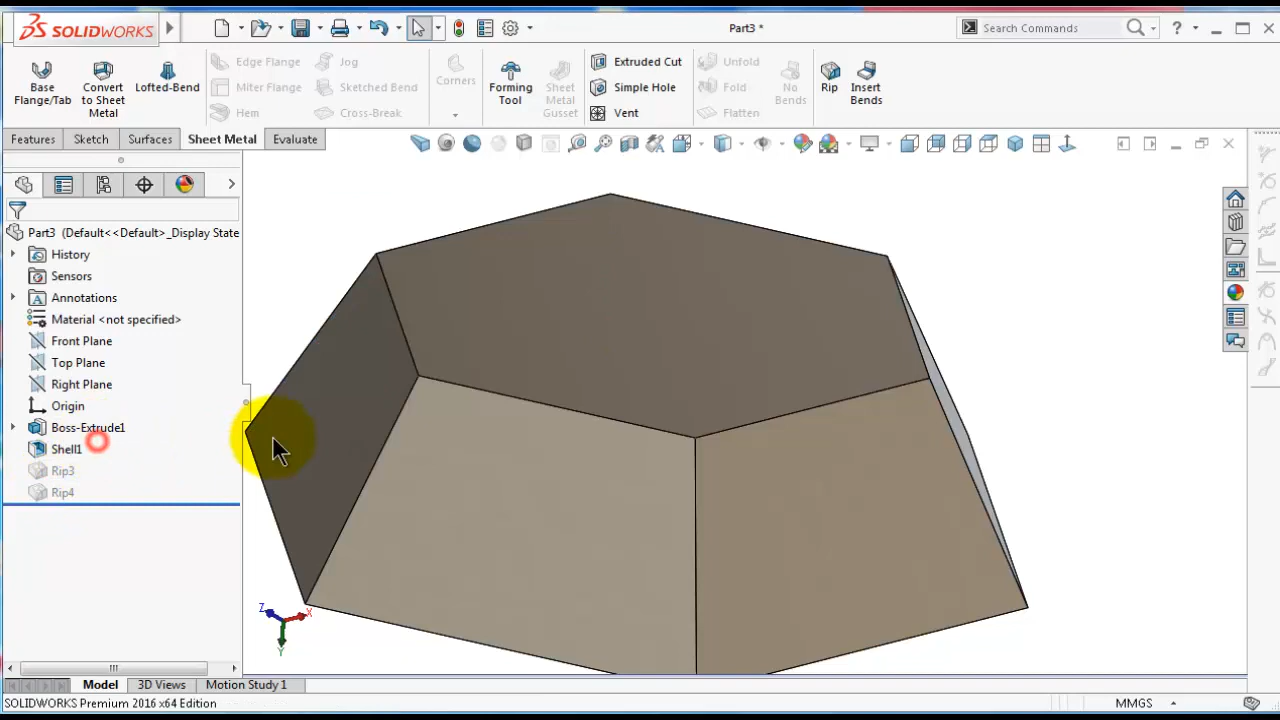 SOLIDWORKS
Part3 *
Search Commands
?
Base Flange/Tab
Convert to Sheet Metal
Lofted-Bend
Edge Flange
Miter Flange
Hem
Jog
Sketched Bend
Cross-Break
Corners
Forming Tool
Sheet Metal Gusset
Extruded Cut
Simple Hole
Vent
Unfold
Fold
Flatten
No Bends
Rip
Insert Bends
Features Sketch Surfaces Sheet Metal Evaluate
Part3 (Default<<Default>_Display State
History
Sensors
Annotations
Material <not specified>
Front Plane
Top Plane
Right Plane
Origin
Boss-Extrude1
Shell1
Rip3
Rip4
Z X
Y
Model 3D Views Motion Study 1
SOLIDWORKS Premium 2016 x64 Edition MMGS